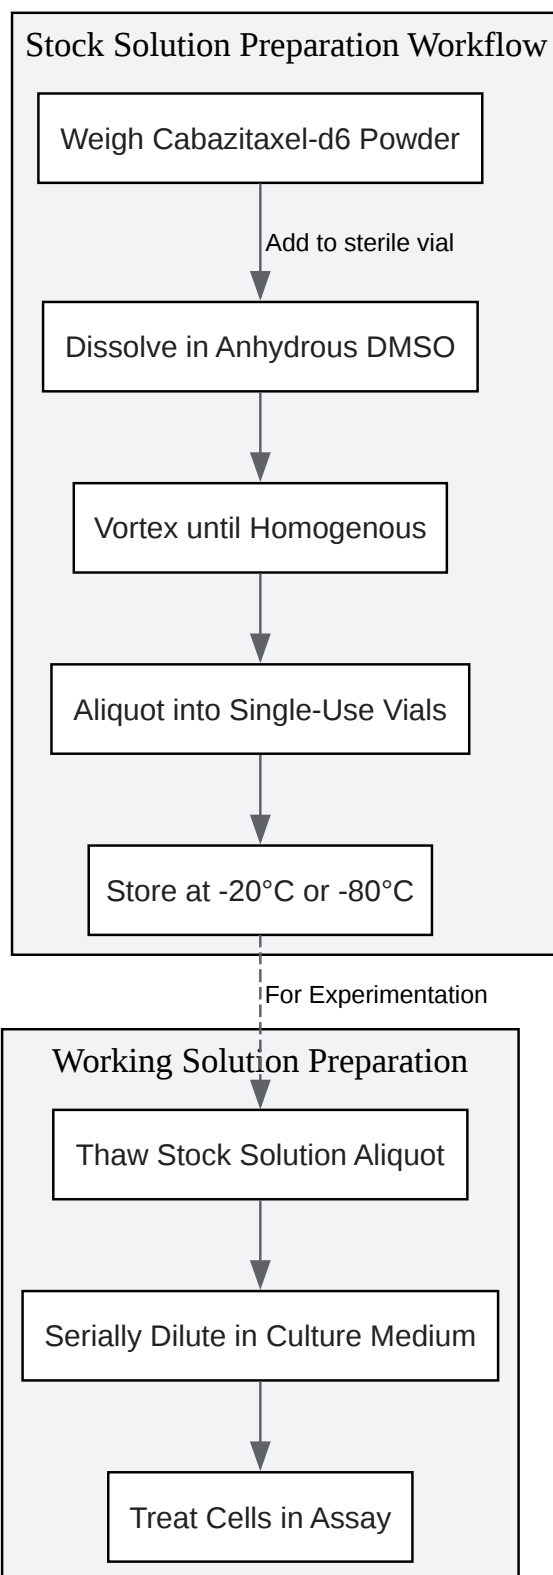 Stock Solution Preparation Workflow
Weigh Cabazitaxel-d6 Powder
Add to sterile vial
Dissolve in Anhydrous DMSO
Vortex until Homogenous
Aliquot into Single-Use Vials
Store at -20°C or -80°C
For Experimentation
Working Solution Preparation
Thaw Stock Solution Aliquot
Serially Dilute in Culture Medium
Treat Cells in Assay